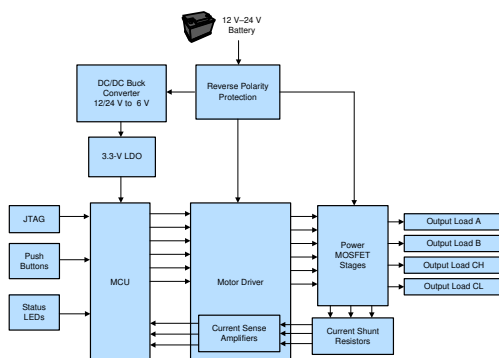 12 V–24 V
Battery
DC/DC Buck
Converter
12/24 V to 6 V
Reverse Polarity
Protection
3.3-V LDO
JTAG
Push
Buttons
Status
LEDs
MCU
Motor Driver
Current Sense
Amplifiers
Power
MOSFET
Stages
Current Shunt
Resistors
Output Load A
Output Load B
Output Load CH
Output Load CL